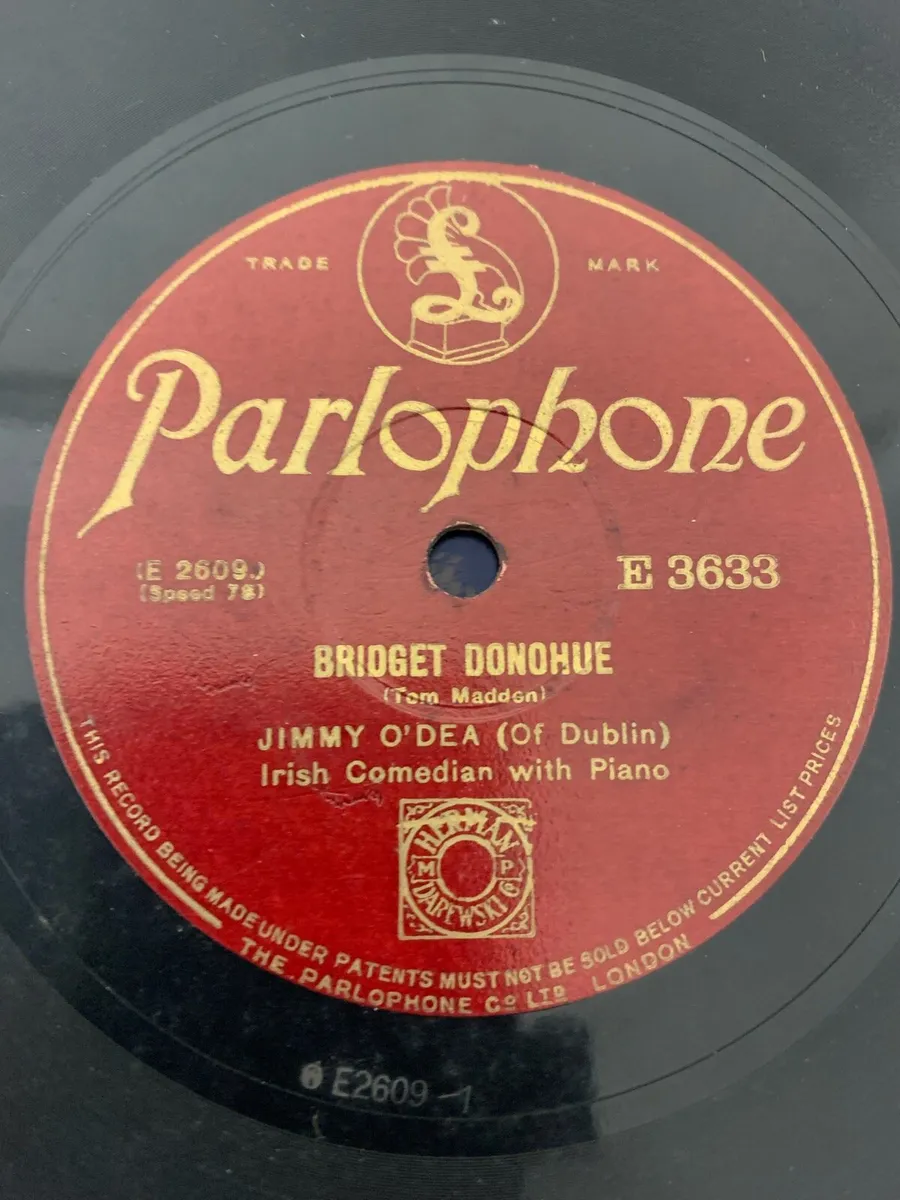 TRADE MARK
£
Parlophone
(E 2609.)
(Speed 78)
E 3633
BRIDGET DONOHUE
(Tom Madden)
JIMMY O'DEA (Of Dublin)
Irish Comedian with Piano
HERMAN
M P
DAREWSKI Co
THIS RECORD BEING MADE UNDER PATENTS MUST NOT BE SOLD BELOW CURRENT LIST PRICES
THE PARLOPHONE Co LTD LONDON
E2609-1